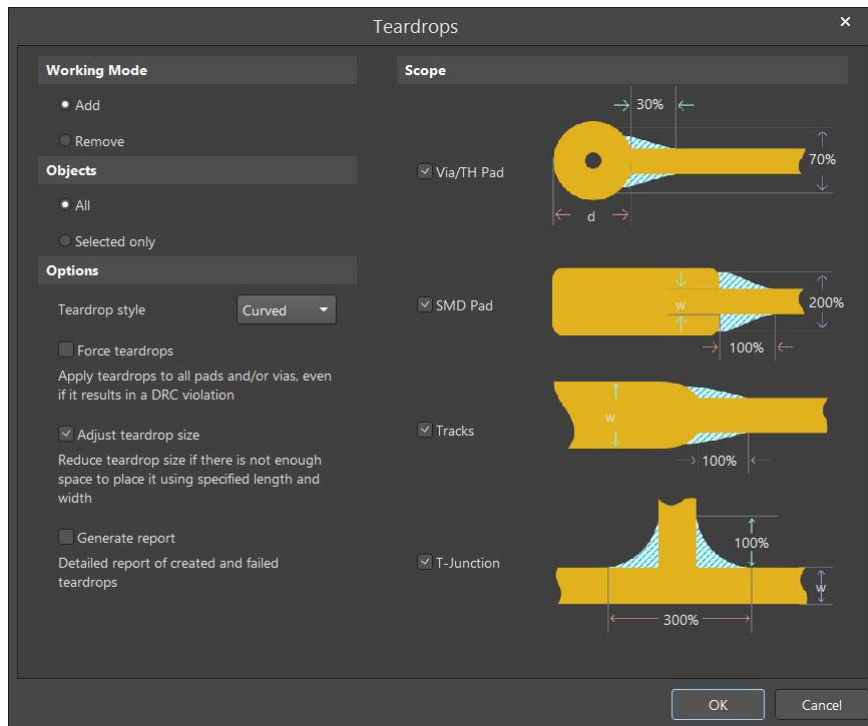 Teardrops
×
Working Mode
Add
Remove
Objects
All
Selected only
Options
Teardrop style
Curved
Force teardrops
Apply teardrops to all pads and/or vias, even
if it results in a DRC violation
Adjust teardrop size
Reduce teardrop size if there is not enough
space to place it using specified length and
width
Generate report
Detailed report of created and failed
teardrops
Scope
Via/TH Pad
30%
70%
d
SMD Pad
w
200%
100%
Tracks
w
100%
T-Junction
100%
w
300%
OK
Cancel